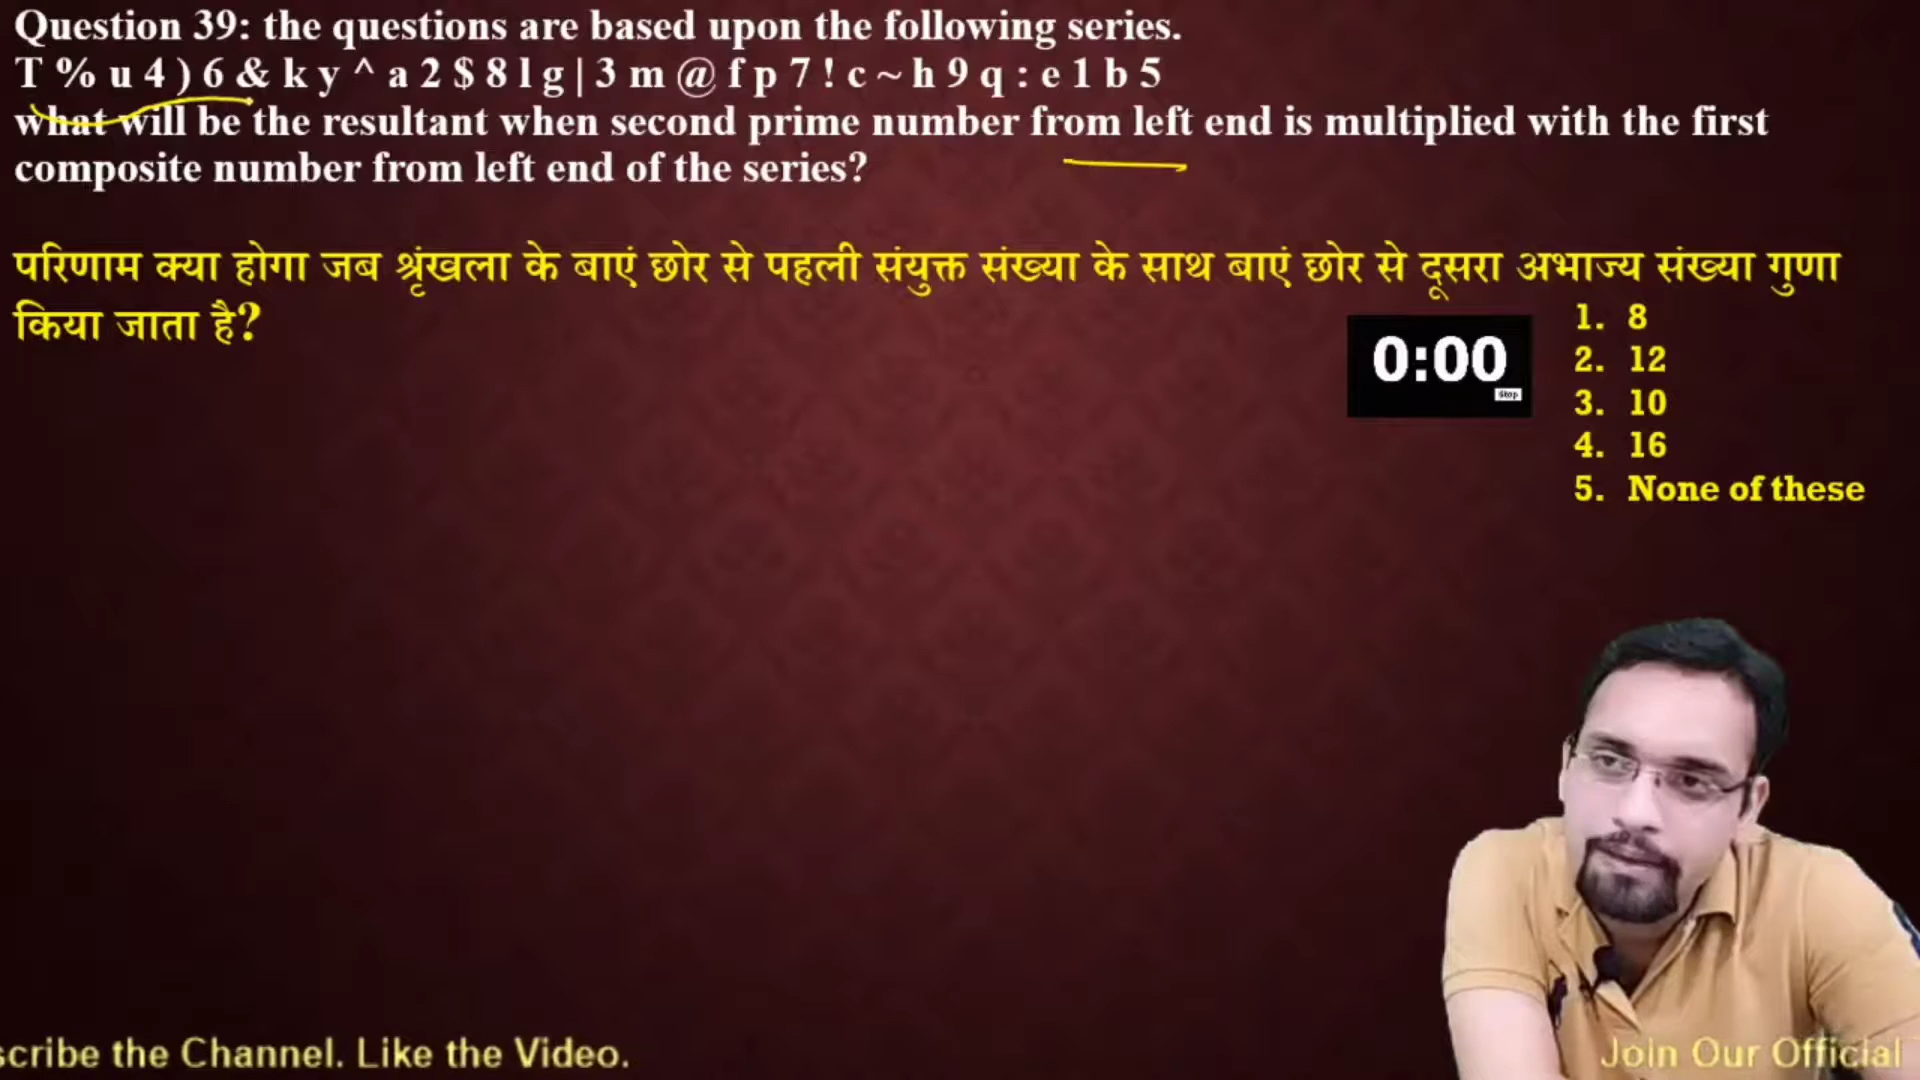 Question 39: the questions are based upon the following series.
T % u 4 ) 6 & k y ^ a 2 $ 8 l g | 3 m @ f p 7 ! c ~ h 9 q : e 1 b 5
what will be the resultant when second prime number from left end is multiplied with the first
composite number from left end of the series?
परिणाम क्या होगा जब श्रृंखला के बाएं छोर से पहली संयुक्त संख्या के साथ बाएं छोर से दूसरा अभाज्य संख्या गुणा
किया जाता है?
0:00
Stop
1. 8
2. 12
3. 10
4. 16
5. None of these
scribe the Channel. Like the Video.
Join Our Official